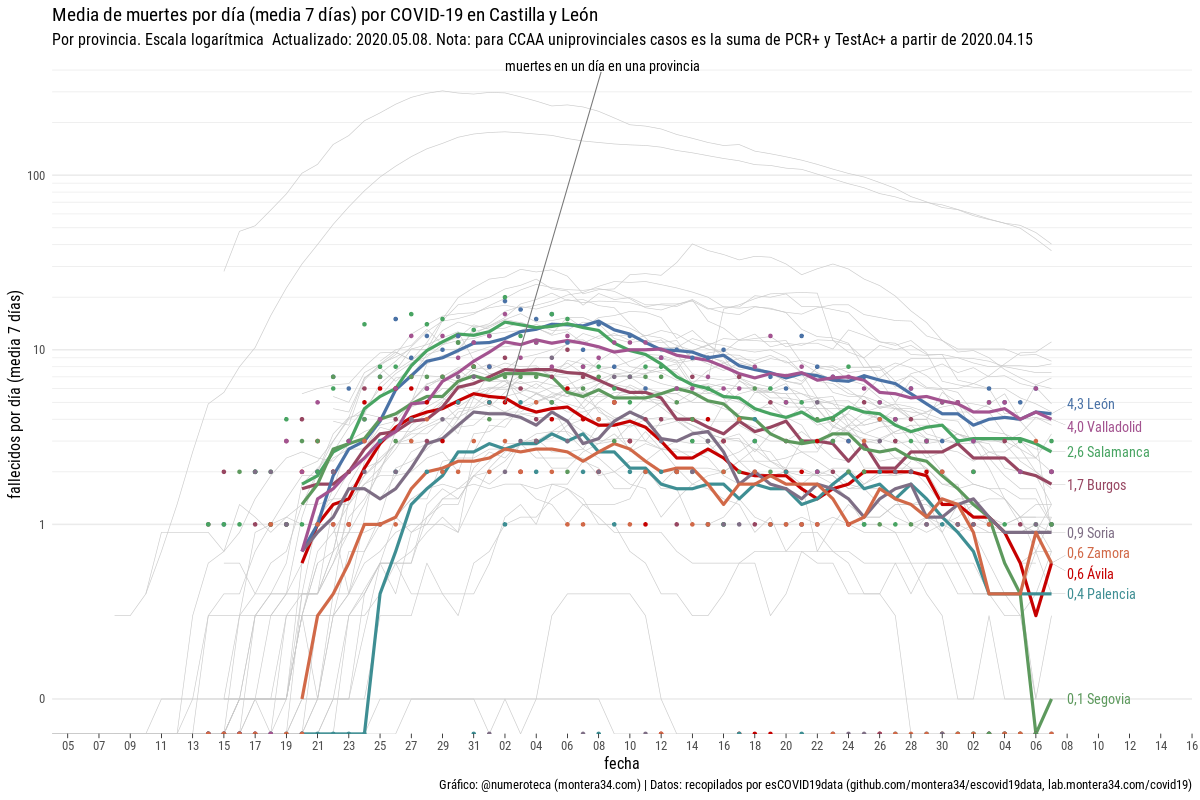 Media de muertes por día (media 7 días) por COVID-19 en Castilla y León
Por provincia. Escala logarítmica  Actualizado: 2020.05.08. Nota: para CCAA uniprovinciales casos es la suma de PCR+ y TestAc+ a partir de 2020.04.15
muertes en un día en una provincia
fallecidos por día (media 7 días)
100
10
1
0
4,3 León
4,0 Valladolid
2,6 Salamanca
1,7 Burgos
0,9 Soria
0,6 Zamora
0,6 Ávila
0,4 Palencia
0,1 Segovia
05 07 09 11 13 15 17 19 21 23 25 27 29 31 02 04 06 08 10 12 14 16 18 20 22 24 26 28 30 02 04 06 08 10 12 14 16
fecha
Gráfico: @numeroteca (montera34.com) | Datos: recopilados por esCOVID19data (github.com/montera34/escovid19data, lab.montera34.com/covid19)